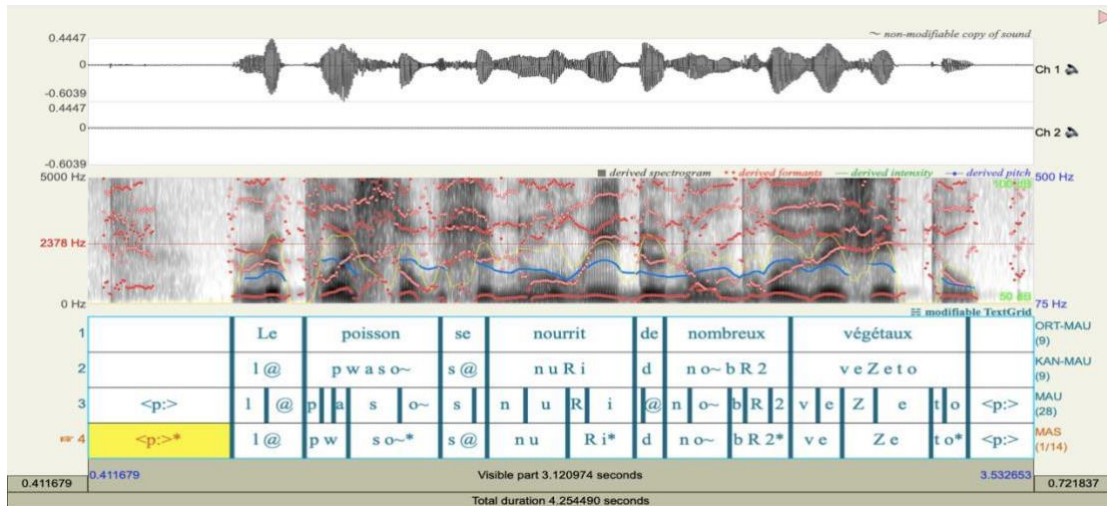 ~ non-modifiable copy of sound
0.4447
0
-0.6039
Ch 1
0.4447
0
-0.6039
Ch 2
derived spectrogram derived formants derived intensity derived pitch
5000 Hz 100 dB 500 Hz
2378 Hz
0 Hz 50 dB 75 Hz
modifiable TextGrid
1 Le poisson se nourrit de nombreux végétaux ORT-MAU (9)
2 l@ pwaso~ s@ nuRi d no~bR2 veZeto KAN-MAU (9)
3 <p:> l @ p a s o~ s n u R i @ n o~ b R 2 v e Z e t o <p:> MAU (28)
4 <p:>* l@ pw so~* s@ nu Ri* d no~ bR2* ve Ze to* <p:> MAS (1/14)
0.411679 Visible part 3.120974 seconds 3.532653
0.411679 0.721837
Total duration 4.254490 seconds